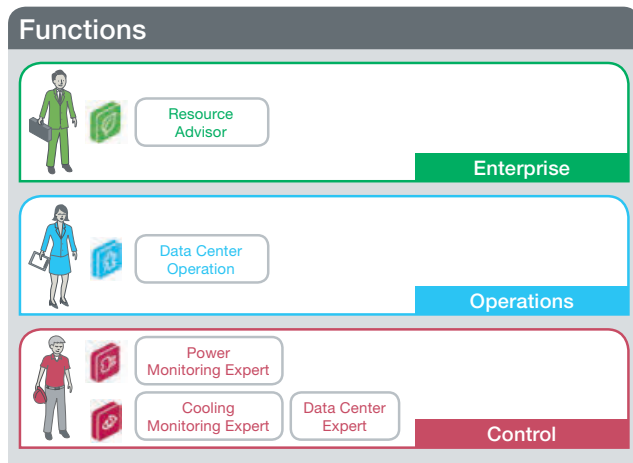 Functions
Resource
Advisor
Enterprise
Data Center
Operation
Operations
Power
Monitoring Expert
Cooling
Monitoring Expert
Data Center
Expert
Control